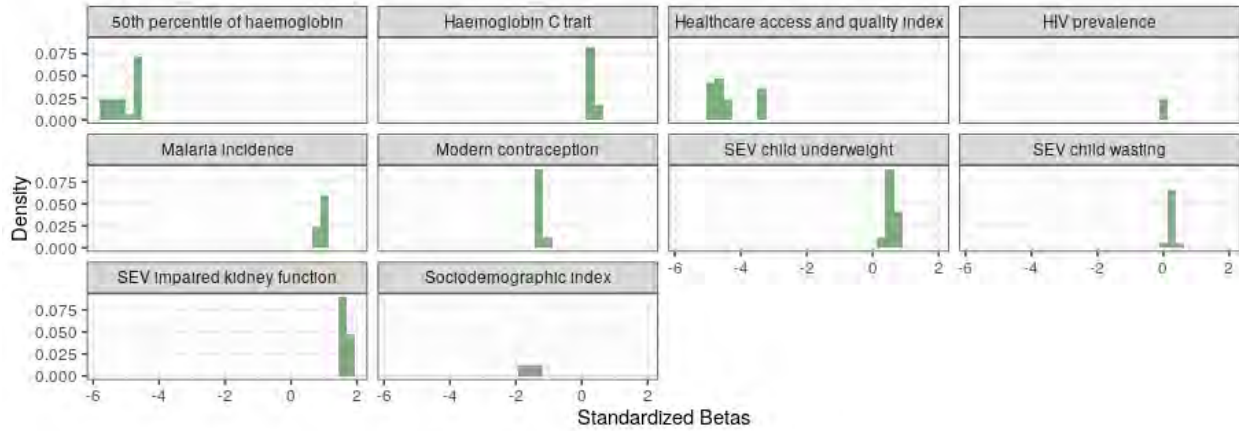 50th percentile of haemoglobin
Haemoglobin C trait
Healthcare access and quality index
HIV prevalence
0.075
0.050
0.025
0.000
Malaria incidence
Modern contraception
SEV child underweight
SEV child wasting
0.075
0.050
0.025
0.000
-6 -4 -2 0 2
-6 -4 -2 0 2
SEV impaired kidney function
Sociodemographic index
0.075
0.050
0.025
0.000
-6 -4 -2 0 2
-6 -4 -2 0 2
Density
Standardized Betas